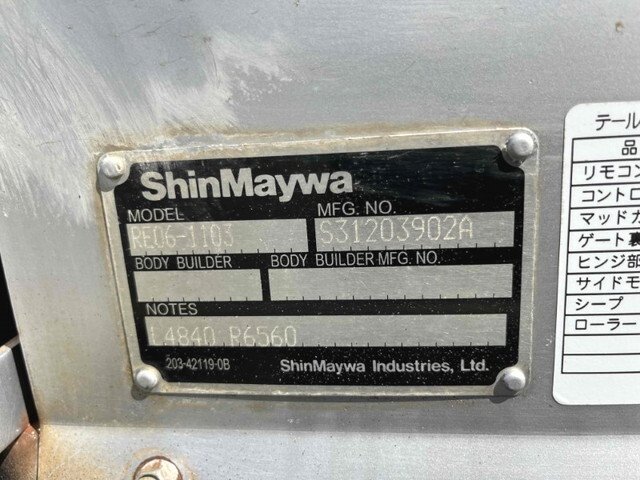 ShinMaywa
MODEL MFG. NO.
RE06-1103 S31203902A
BODY BUILDER BODY BUILDER MFG. NO.
NOTES
L4840 R6560
203-42119-0B ShinMaywa Industries, Ltd.
テール
品
リモコン
コントロ
マッドガ
ゲート裏
ヒンジ部
サイドモ
シーブ
ローラー